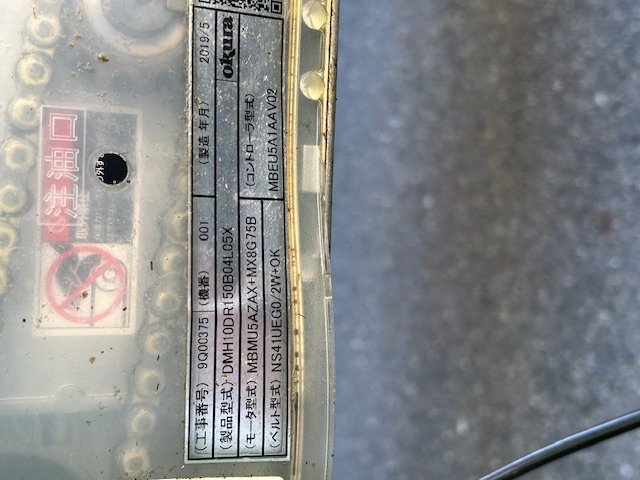 (工事番号) 9Q00375 (機番) 001 (製造 年月) 2019/5
(製品型式) DMH10DR150B04L05X okura
(モータ型式) MBMU5AZAX+MX8G75B (コントローラ型式)
(ベルト型式) NS41UEG0/2W+OK MBEU5A1AAV02
注油口